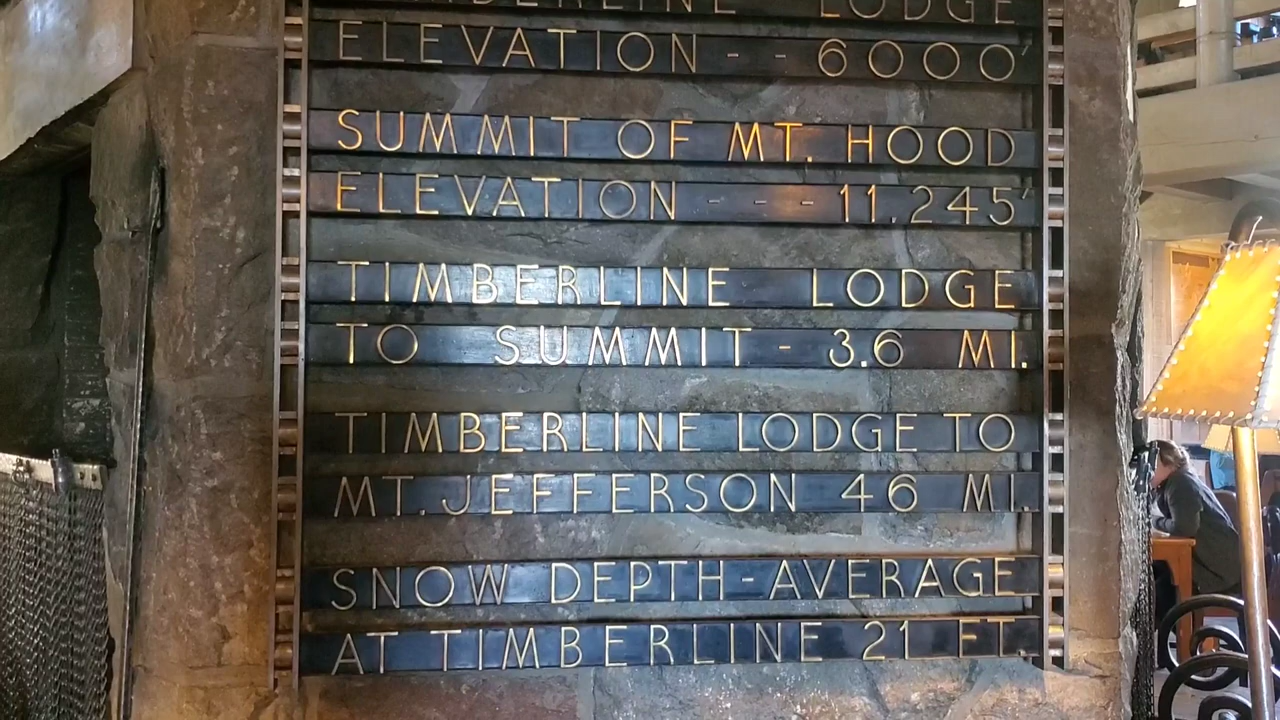 TIMBERLINE LODGE
ELEVATION - - 6000'
SUMMIT OF MT. HOOD
ELEVATION - - - 11,245'
TIMBERLINE LODGE
TO SUMMIT - 3.6 MI.
TIMBERLINE LODGE TO
MT. JEFFERSON 46 MI.
SNOW DEPTH-AVERAGE
AT TIMBERLINE 21 FT.